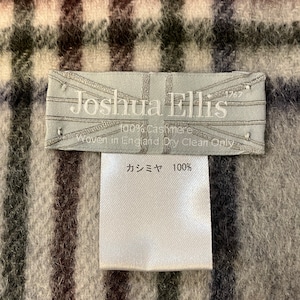 Joshua Ellis
100% Cashmere
Woven in England Dry Clean Only
カシミヤ 100%